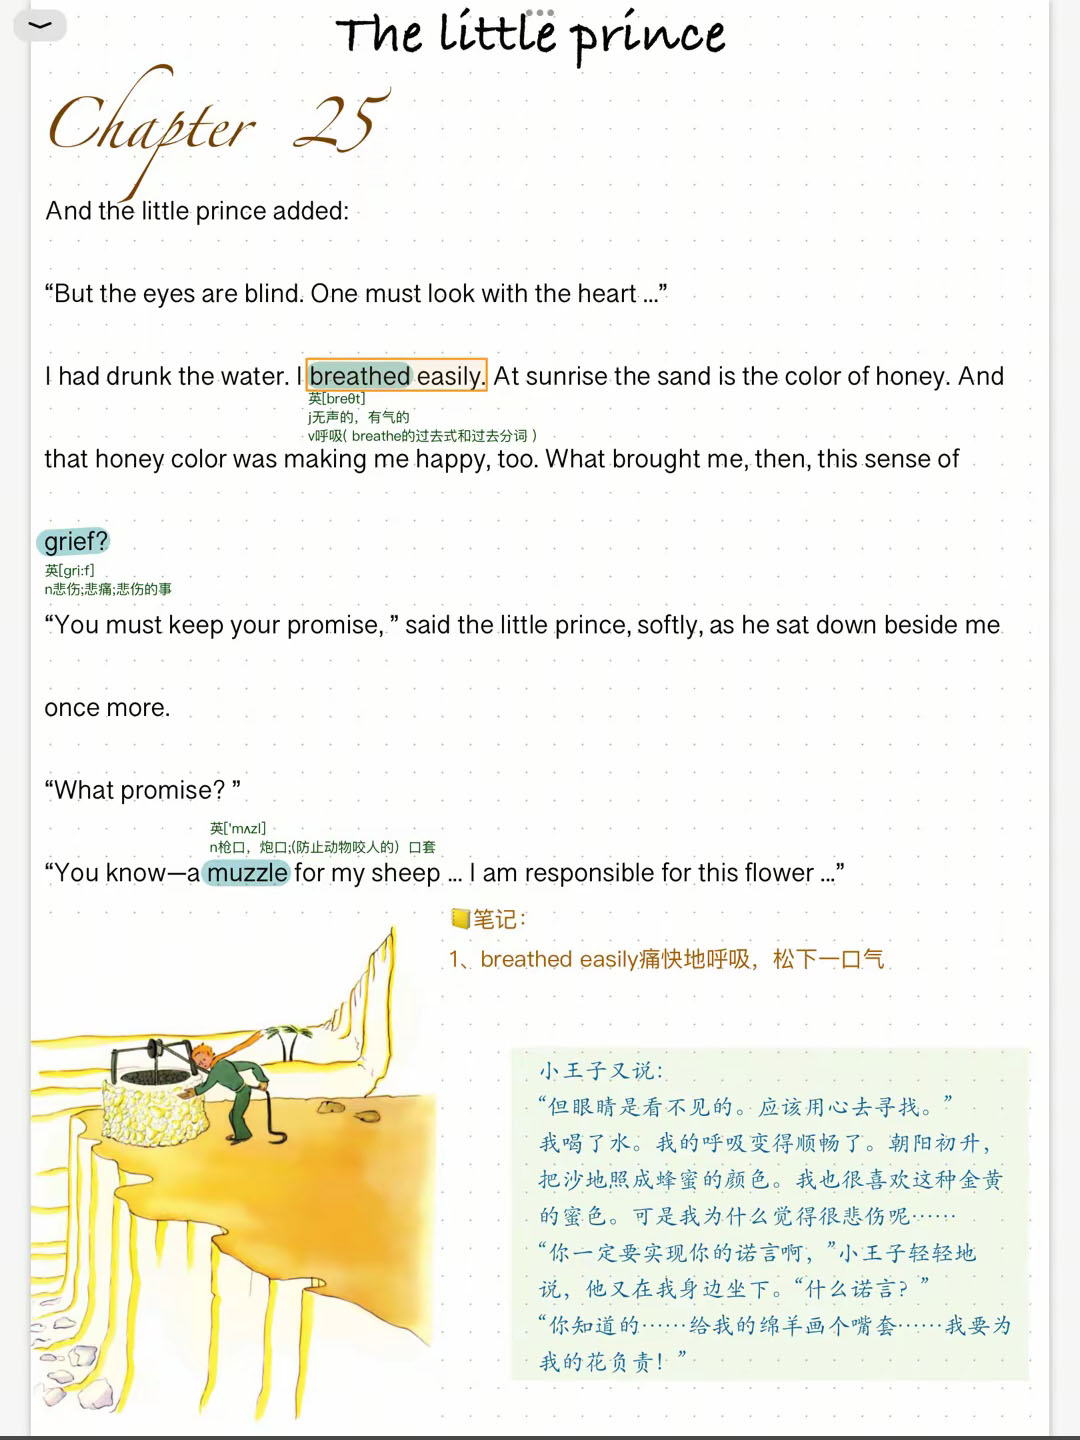 The little prince
Chapter 25
And the little prince added:
“But the eyes are blind. One must look with the heart ...”
I had drunk the water. I breathed easily. At sunrise the sand is the color of honey. And
英[breθt]
j无声的，有气的
v呼吸( breathe的过去式和过去分词 )
that honey color was making me happy, too. What brought me, then, this sense of
grief?
英[gri:f]
n悲伤;悲痛;悲伤的事
“You must keep your promise, ” said the little prince, softly, as he sat down beside me
once more.
“What promise? ”
英['mʌzl]
n枪口，炮口;(防止动物咬人的）口套
“You know—a muzzle for my sheep ... I am responsible for this flower ...”
笔记：
1、breathed easily痛快地呼吸，松下一口气
小王子又说：
“但眼睛是看不见的。应该用心去寻找。”
我喝了水。我的呼吸变得顺畅了。朝阳初升，
把沙地照成蜂蜜的颜色。我也很喜欢这种金黄
的蜜色。可是我为什么觉得很悲伤呢……
“你一定要实现你的诺言啊，”小王子轻轻地
说，他又在我身边坐下。“什么诺言？”
“你知道的……给我的绵羊画个嘴套……我要为
我的花负责！”